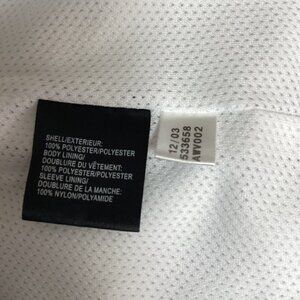 SHELL/EXTERIEUR:
100% POLYESTER/POLYESTER
BODY LINING/
DOUBLURE DU VÊTEMENT:
100% POLYESTER/POLYESTER
SLEEVE LINING/
DOUBLURE DE LA MANCHE:
100% NYLON/POLYAMIDE
12/03
533658
AWV002